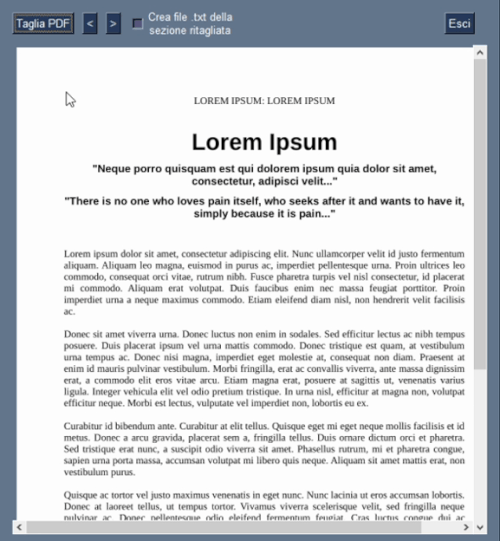 Taglia PDF < > Crea file .txt della
sezione ritagliata
Esci
LOREM IPSUM: LOREM IPSUM
Lorem Ipsum
"Neque porro quisquam est qui dolorem ipsum quia dolor sit amet,
consectetur, adipisci velit..."
"There is no one who loves pain itself, who seeks after it and wants to have it,
simply because it is pain..."
Lorem ipsum dolor sit amet, consectetur adipiscing elit. Nunc ullamcorper velit id justo fermentum
aliquam. Aliquam leo magna, euismod in purus ac, imperdiet pellentesque urna. Proin ultrices leo
commodo, consequat orci vitae, rutrum nibh. Fusce pharetra turpis vel nisl consectetur, id placerat
mi commodo. Aliquam erat volutpat. Duis faucibus enim nec massa feugiat porttitor. Proin
imperdiet urna a neque maximus commodo. Etiam eleifend diam nisl, non hendrerit velit facilisis
ac.
Donec sit amet viverra urna. Donec luctus non enim in sodales. Sed efficitur lectus ac nibh tempus
posuere. Duis placerat ipsum vel urna mattis commodo. Donec tristique est quam, at vestibulum
urna tempus ac. Donec nisi magna, imperdiet eget molestie at, consequat non diam. Praesent at
enim id mauris pulvinar vestibulum. Morbi fringilla, erat ac convallis viverra, ante massa dignissim
erat, a commodo elit eros vitae arcu. Etiam magna erat, posuere at sagittis ut, venenatis varius
ligula. Integer vehicula elit vel odio pretium tristique. In urna nisl, efficitur at magna non, volutpat
efficitur neque. Morbi est lectus, vulputate vel imperdiet non, lobortis eu ex.
Curabitur id bibendum ante. Curabitur at elit tellus. Quisque eget mi eget neque mollis facilisis et id
metus. Donec a arcu gravida, placerat sem a, fringilla tellus. Duis ornare dictum orci et pharetra.
Sed tristique erat nunc, a suscipit odio viverra sit amet. Phasellus rutrum, mi et pharetra congue,
sapien urna porta massa, accumsan volutpat mi libero quis neque. Aliquam sit amet mattis erat, non
vestibulum purus.
Quisque ac tortor vel justo maximus venenatis in eget nunc. Nunc lacinia ut eros accumsan lobortis.
Donec at laoreet tellus, ut tempus tortor. Vivamus viverra scelerisque velit, sed fringilla neque
pulvinar ac. Donec pellentesque odio eleifend fermentum feugiat. Cras luctus congue dui ac